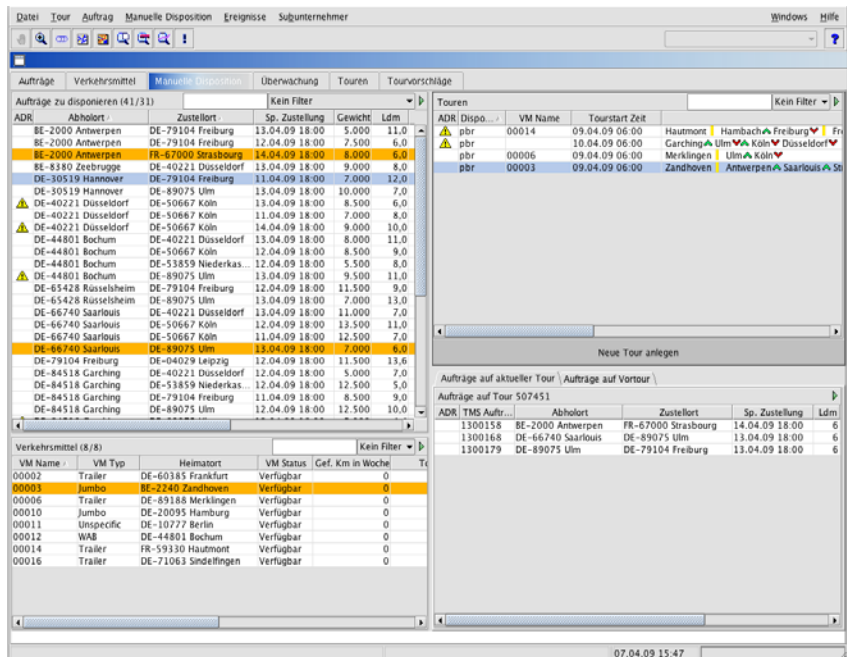 Datei Tour Auftrag Manuelle Disposition Ereignisse Subunternehmer Windows Hilfe
Aufträge Verkehrsmittel Manuelle Disposition Überwachung Touren Tourvorschläge
Aufträge zu disponieren (41/31) Kein Filter
ADR Abholort Zustellort Sp. Zustellung Gewicht Ldm
BE-2000 Antwerpen DE-79104 Freiburg 13.04.09 18:00 5.000 11,0
BE-2000 Antwerpen DE-79104 Freiburg 12.04.09 18:00 7.500 6,0
BE-2000 Antwerpen FR-67000 Strasbourg 14.04.09 18:00 8.000 6,0
BE-8380 Zeebrugge DE-40221 Düsseldorf 13.04.09 18:00 9.000 8,0
DE-30519 Hannover DE-79104 Freiburg 11.04.09 18:00 7.000 12,0
DE-30519 Hannover DE-89075 Ulm 13.04.09 18:00 10.000 7,0
DE-40221 Düsseldorf DE-50667 Köln 13.04.09 18:00 8.500 6,0
DE-40221 Düsseldorf DE-50667 Köln 11.04.09 18:00 7.000 8,0
DE-40221 Düsseldorf DE-50667 Köln 14.04.09 18:00 9.000 10,0
DE-44801 Bochum DE-40221 Düsseldorf 13.04.09 18:00 8.000 11,0
DE-44801 Bochum DE-50667 Köln 12.04.09 18:00 8.500 9,0
DE-44801 Bochum DE-53859 Niederkas... 12.04.09 18:00 5.500 8,0
DE-44801 Bochum DE-89075 Ulm 13.04.09 18:00 9.500 11,0
DE-65428 Rüsselsheim DE-79104 Freiburg 12.04.09 18:00 11.500 9,0
DE-65428 Rüsselsheim DE-89075 Ulm 13.04.09 18:00 7.000 13,0
DE-66740 Saarlouis DE-40221 Düsseldorf 13.04.09 18:00 11.000 7,0
DE-66740 Saarlouis DE-50667 Köln 12.04.09 18:00 13.500 11,0
DE-66740 Saarlouis DE-50667 Köln 11.04.09 18:00 12.500 7,0
DE-66740 Saarlouis DE-89075 Ulm 13.04.09 18:00 7.000 6,0
DE-79104 Freiburg DE-04029 Leipzig 12.04.09 18:00 11.500 13,6
DE-84518 Garching DE-40221 Düsseldorf 12.04.09 18:00 5.000 7,0
DE-84518 Garching DE-53859 Niederkas... 12.04.09 18:00 12.500 5,0
DE-84518 Garching DE-79104 Freiburg 11.04.09 18:00 8.500 9,0
DE-84518 Garching DE-89075 Ulm 12.04.09 18:00 12.500 10,0
Verkehrsmittel (8/8) Kein Filter
VM Name VM Typ Heimatort VM Status Gef. Km in Woche
00002 Trailer DE-60385 Frankfurt Verfügbar 0
00003 Jumbo BE-2240 Zandhoven Verfügbar 0
00006 Trailer DE-89188 Merklingen Verfügbar 0
00010 Jumbo DE-20095 Hamburg Verfügbar 0
00011 Unspecific DE-10777 Berlin Verfügbar 0
00012 WAB DE-44801 Bochum Verfügbar 0
00014 Trailer FR-59330 Hautmont Verfügbar 0
00016 Trailer DE-71063 Sindelfingen Verfügbar 0
Touren Kein Filter
ADR Dispo... VM Name Tourstart Zeit
pbr 00014 09.04.09 06:00 Hautmont Hambach Freiburg
pbr 10.04.09 06:00 Garching Ulm Köln Düsseldorf
pbr 00006 09.04.09 06:00 Merklingen Ulm Köln
pbr 00003 09.04.09 06:00 Zandhoven Antwerpen Saarlouis
Neue Tour anlegen
Aufträge auf aktueller Tour Aufträge auf Vortour
Aufträge auf Tour 507451
ADR TMS Auftr... Abholort Zustellort Sp. Zustellung Ldm
1300158 BE-2000 Antwerpen FR-67000 Strasbourg 14.04.09 18:00 6
1300168 DE-66740 Saarlouis DE-89075 Ulm 13.04.09 18:00 6
1300179 DE-89075 Ulm DE-79104 Freiburg 13.04.09 18:00 6
07.04.09 15:47